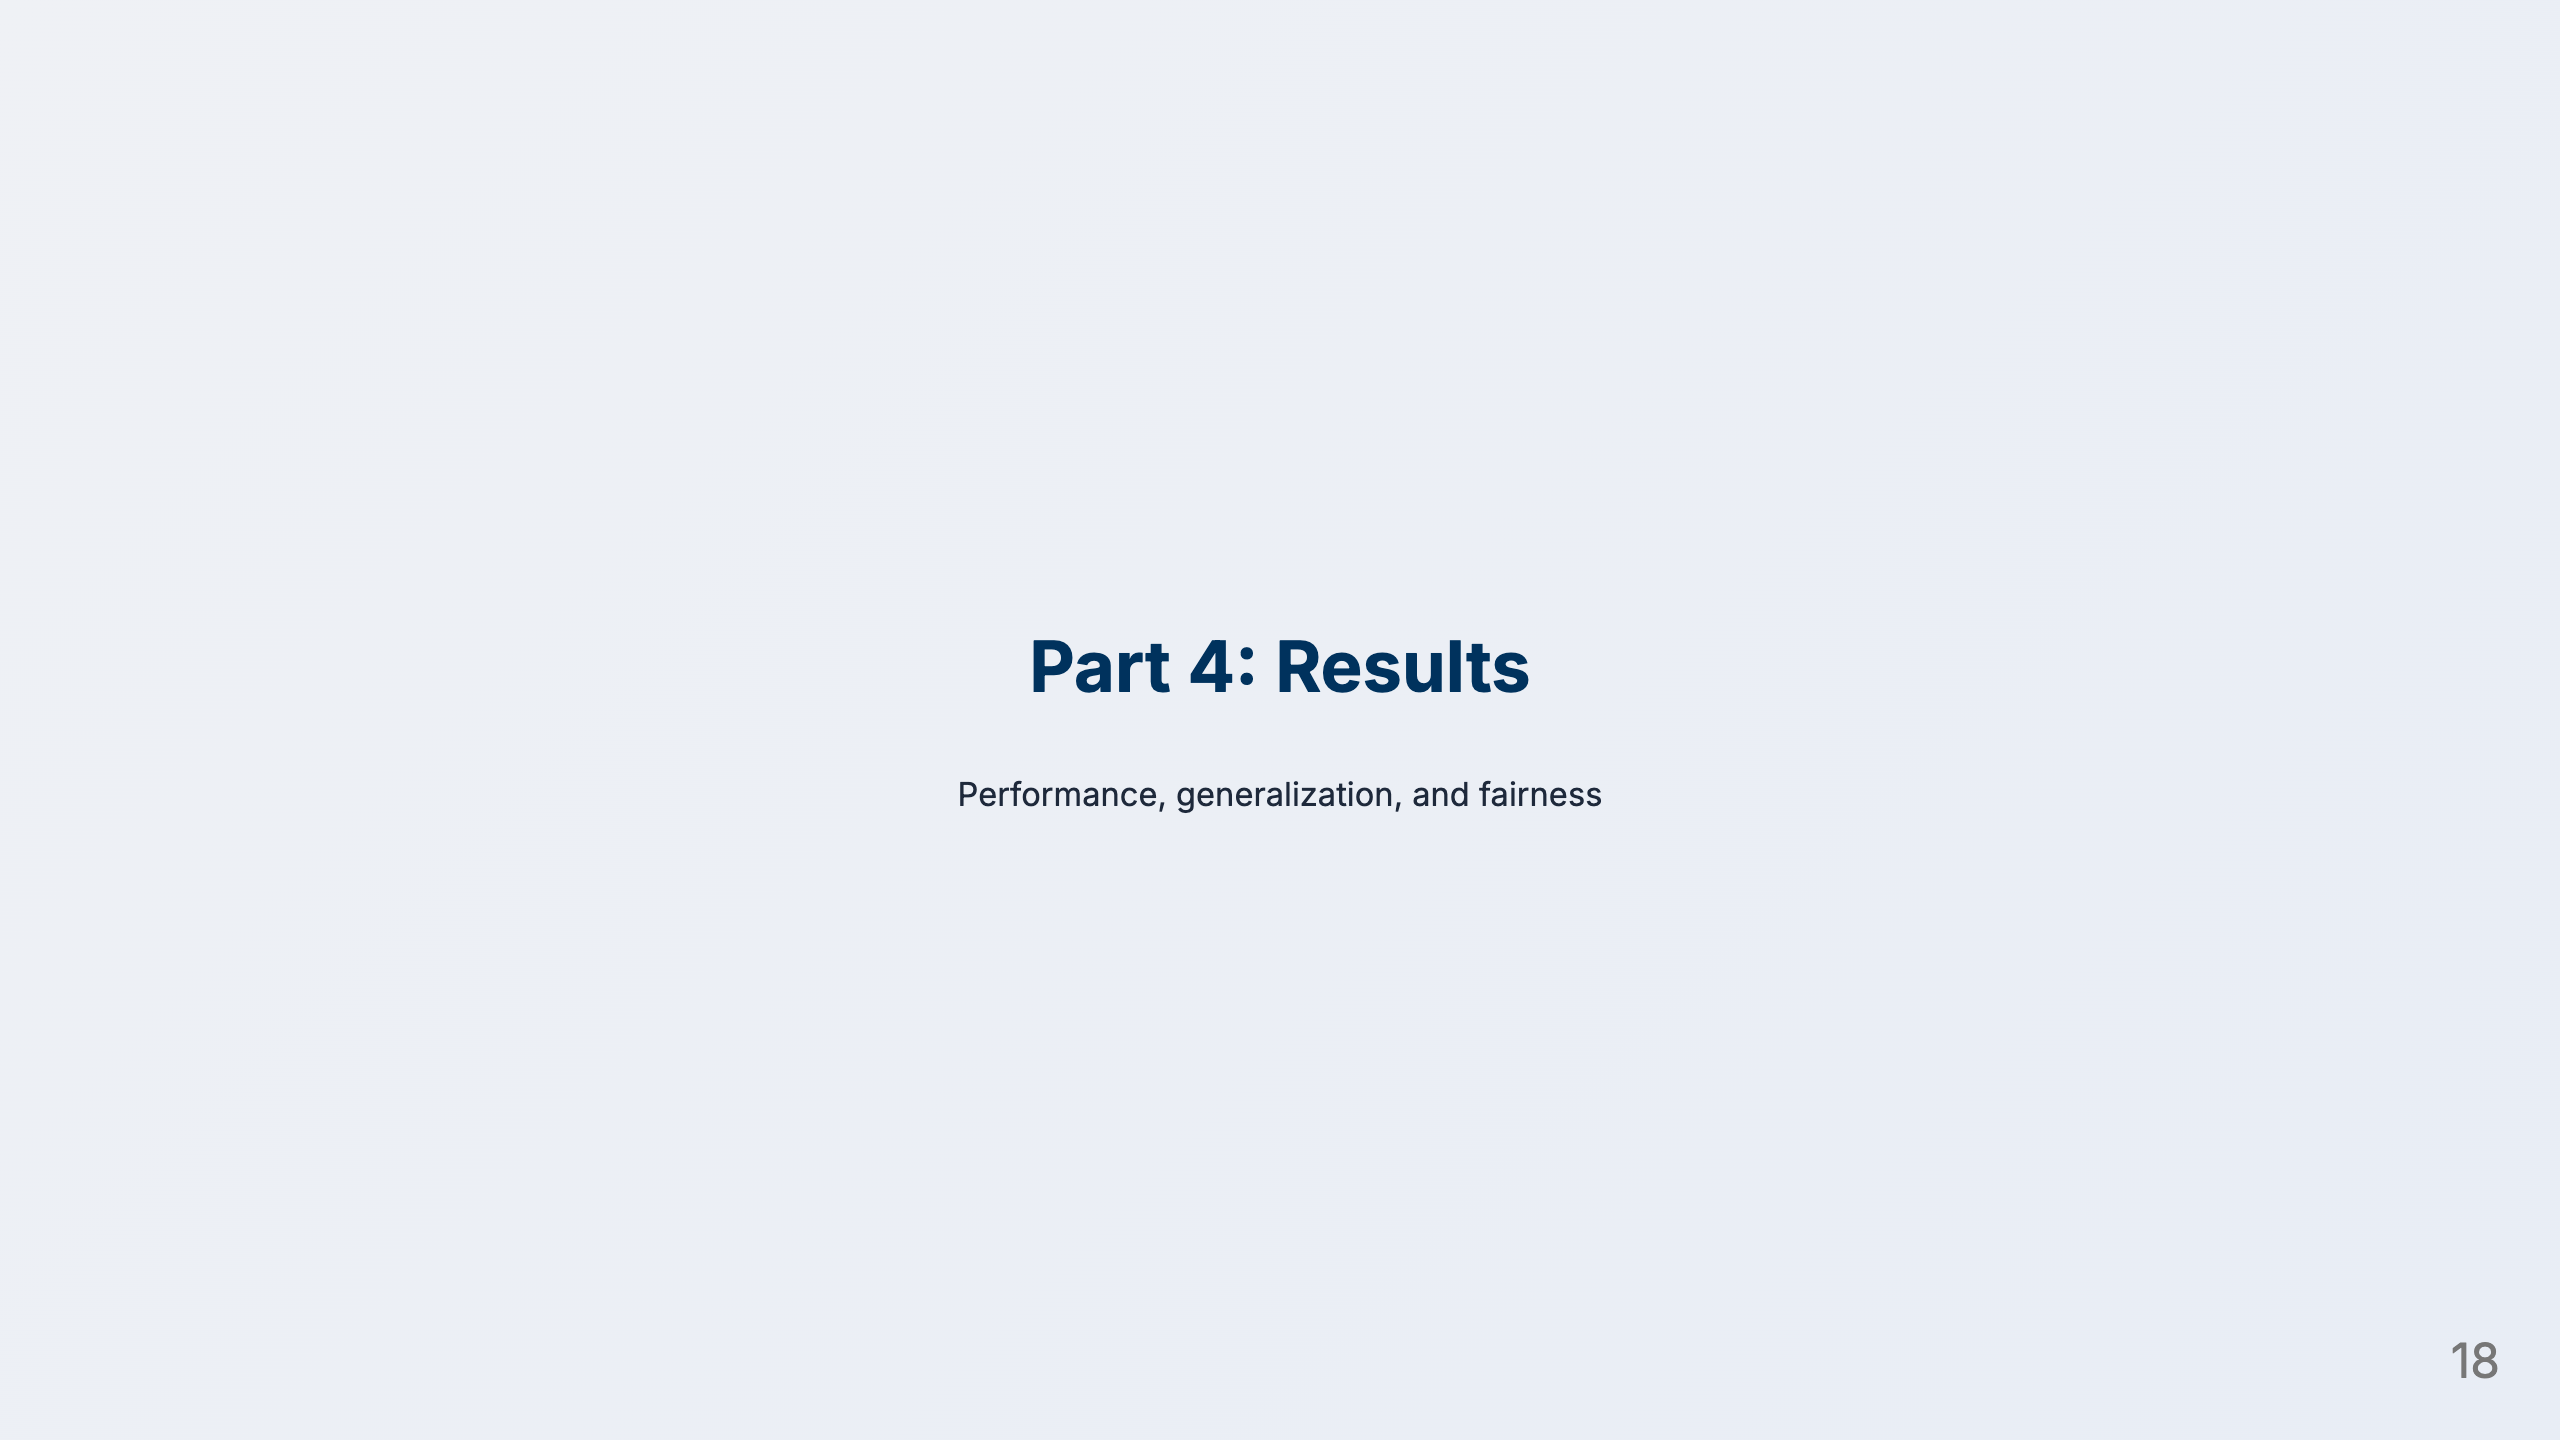 Part 4: Results
Performance, generalization, and fairness
18